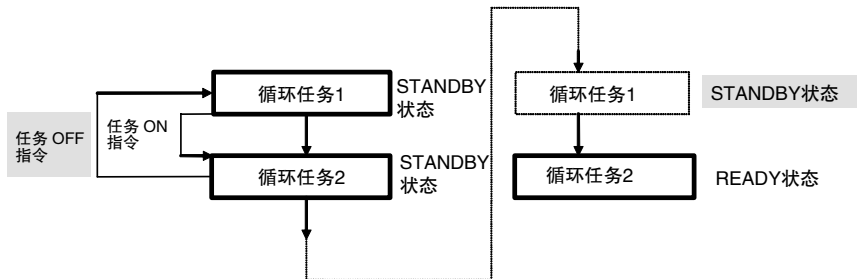 循环任务1
STANDBY
状态
任务 OFF
指令
任务 ON
指令
循环任务2
STANDBY
状态
循环任务1
STANDBY状态
循环任务2
READY状态